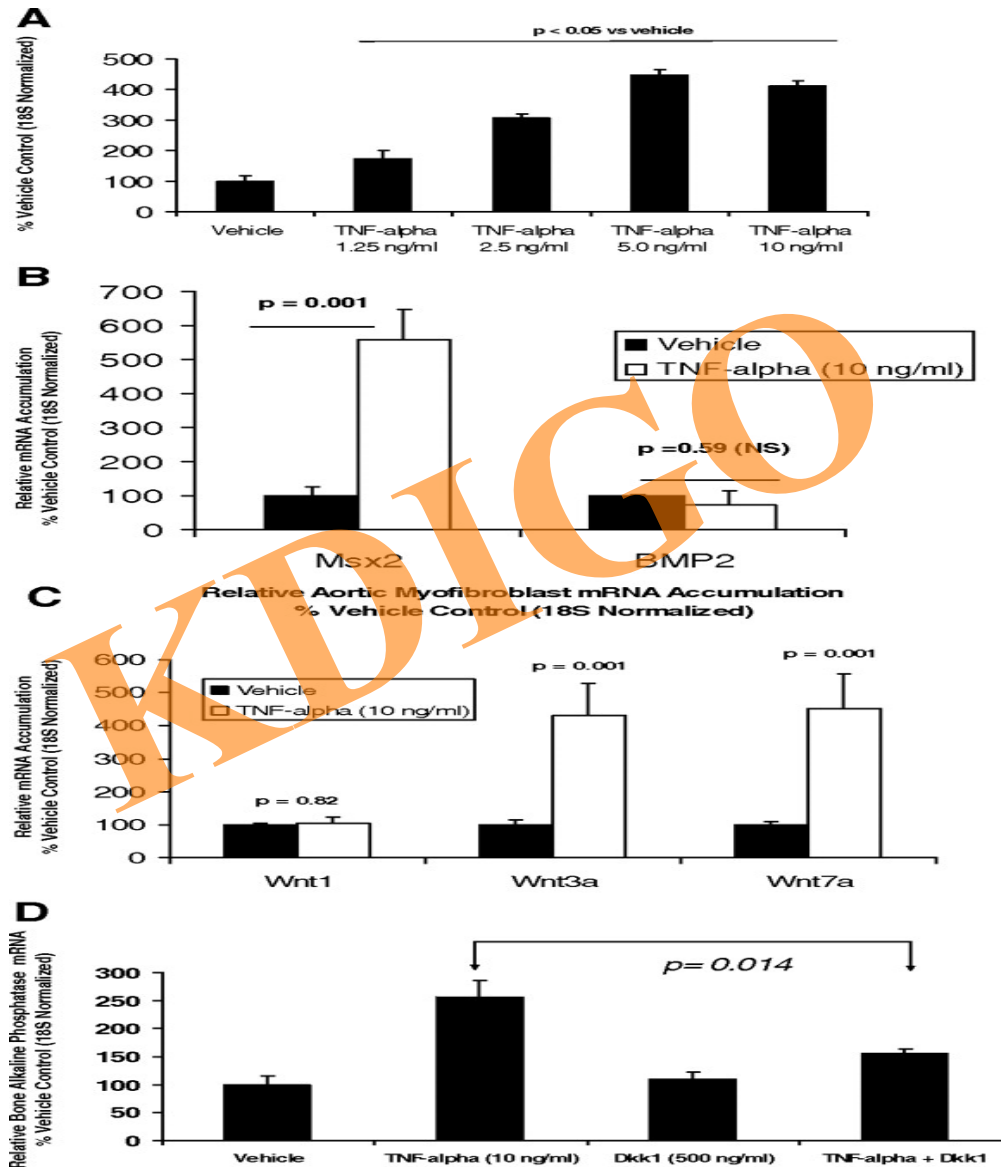 A
p < 0.05 vs vehicle
% Vehicle Control (18S Normalized)
500
400
300
200
100
0
Vehicle
TNF-alpha
1.25 ng/ml
TNF-alpha
2.5 ng/ml
TNF-alpha
5.0 ng/ml
TNF-alpha
10 ng/ml
B
Relative mRNA Accumulation
% Vehicle Control (18S Normalized)
700
600
500
400
300
200
100
0
p = 0.001
Vehicle
TNF-alpha (10 ng/ml)
p =0.59 (NS)
Msx2
BMP2
KDIGO
C
Relative Aortic Myofibroblast mRNA Accumulation
% Vehicle Control (18S Normalized)
Relative mRNA Accumulation
% Vehicle Control (18S Normalized)
600
500
400
300
200
100
0
Vehicle
TNF-alpha (10 ng/ml)
p = 0.82
p = 0.001
p = 0.001
Wnt1
Wnt3a
Wnt7a
D
Relative Bone Alkaline Phosphatase mRNA
% Vehicle Control (18S Normalized)
300
250
200
150
100
50
0
p= 0.014
Vehicle
TNF-alpha (10 ng/ml)
Dkk1 (500 ng/ml)
TNF-alpha + Dkk1